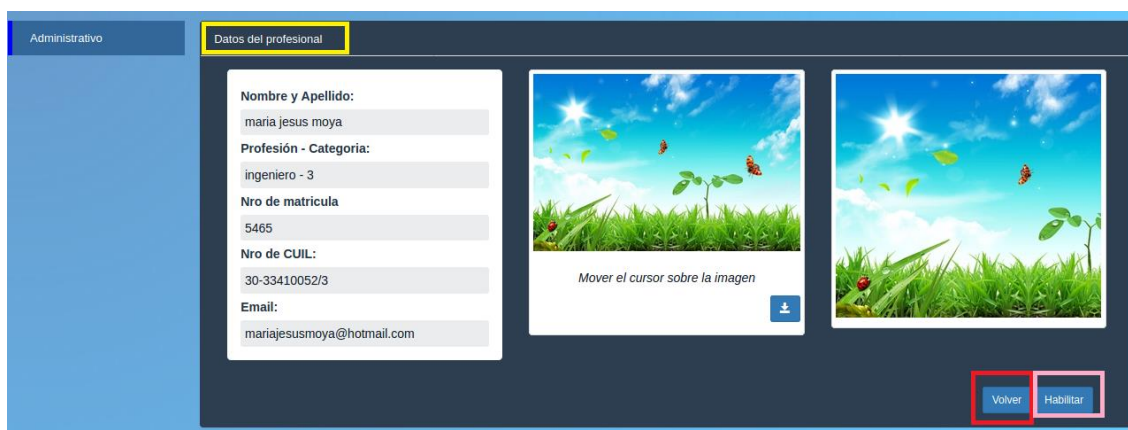 Administrativo
Datos del profesional
Nombre y Apellido:
maria jesus moya
Profesión - Categoria:
ingeniero - 3
Nro de matricula
5465
Nro de CUIL:
30-33410052/3
Email:
mariajesusmoya@hotmail.com
Mover el cursor sobre la imagen
Volver
Habilitar